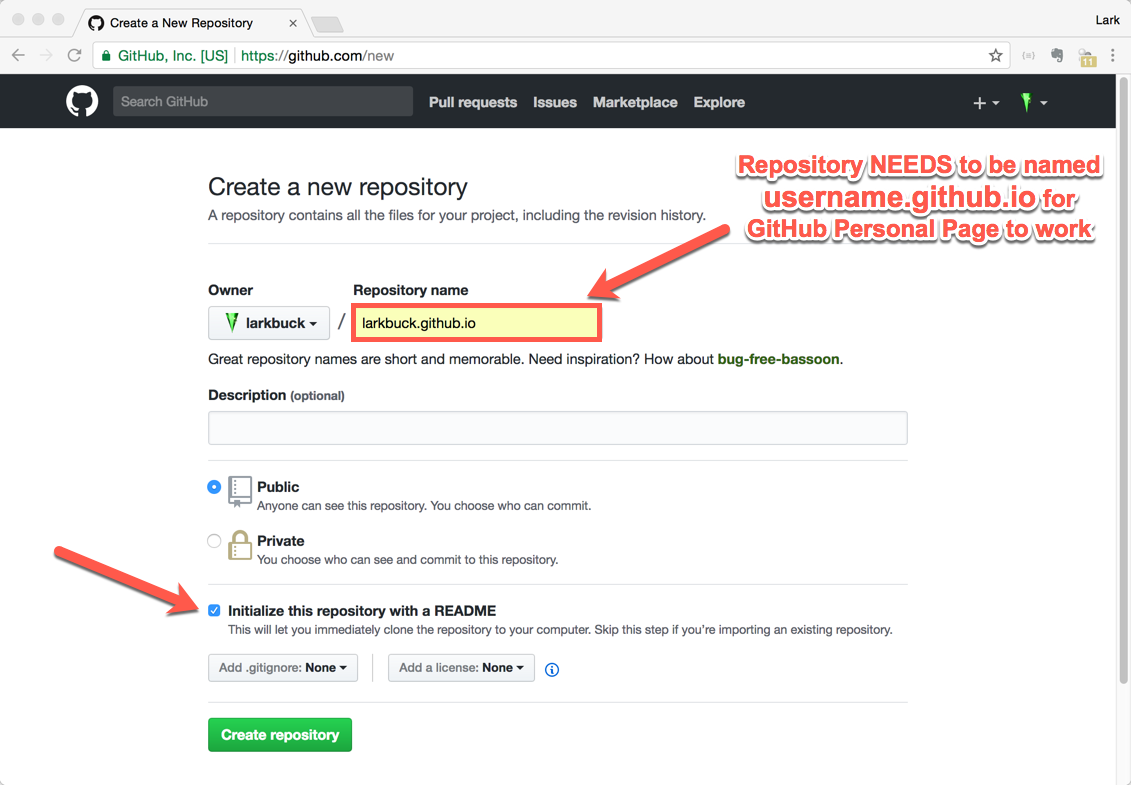 Create a New Repository
Lark
GitHub, Inc. [US] https://github.com/new
11
Search GitHub Pull requests Issues Marketplace Explore
Repository NEEDS to be named
username.github.io for
GitHub Personal Page to work
Create a new repository
A repository contains all the files for your project, including the revision history.
Owner Repository name
larkbuck / larkbuck.github.io
Great repository names are short and memorable. Need inspiration? How about bug-free-bassoon.
Description (optional)
Public
Anyone can see this repository. You choose who can commit.
Private
You choose who can see and commit to this repository.
Initialize this repository with a README
This will let you immediately clone the repository to your computer. Skip this step if you’re importing an existing repository.
Add .gitignore: None Add a license: None
Create repository